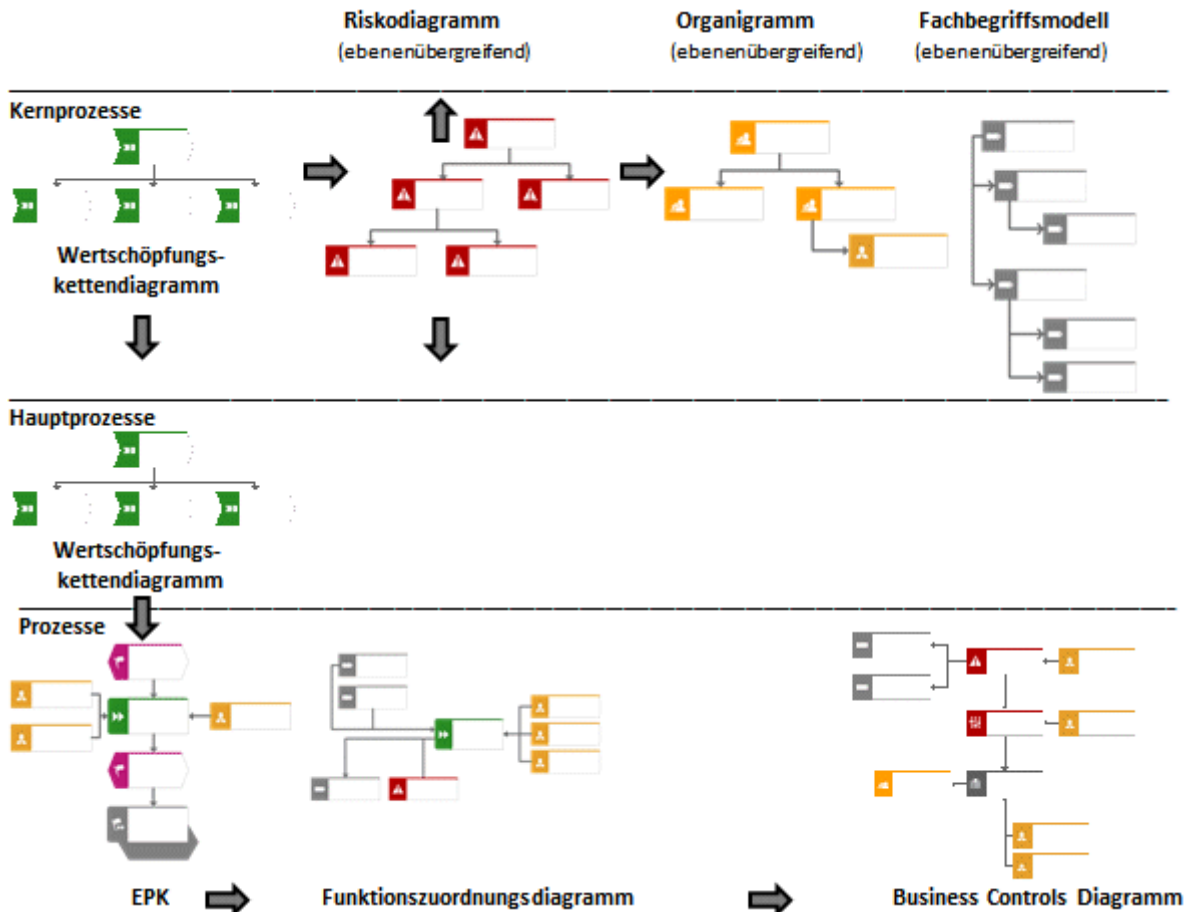 Riskodiagramm
(ebenenübergreifend)
Organigramm
(ebenenübergreifend)
Fachbegriffsmodell
(ebenenübergreifend)
Kernprozesse
Wertschöpfungs-
kettendiagramm
Hauptprozesse
Wertschöpfungs-
kettendiagramm
Prozesse
EPK
Funktionszuordnungsdiagramm
Business Controls Diagramm